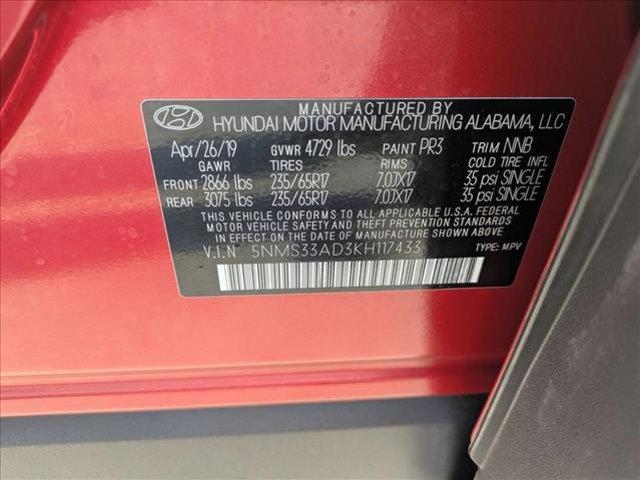 MANUFACTURED BY
HYUNDAI MOTOR MANUFACTURING ALABAMA, LLC
Apr/26/19 GVWR 4729 lbs PAINT PR3 TRIM NNB
GAWR TIRES RIMS COLD TIRE INFL
FRONT 2866 lbs 235/65R17 7.0JX17 35 psi SINGLE
REAR 3075 lbs 235/65R17 7.0JX17 35 psi SINGLE
THIS VEHICLE CONFORMS TO ALL APPLICABLE U.S.A. FEDERAL
MOTOR VEHICLE SAFETY AND THEFT PREVENTION STANDARDS
IN EFFECT ON THE DATE OF MANUFACTURE SHOWN ABOVE.
V.I.N 5NMS33AD3KH117433 TYPE: MPV